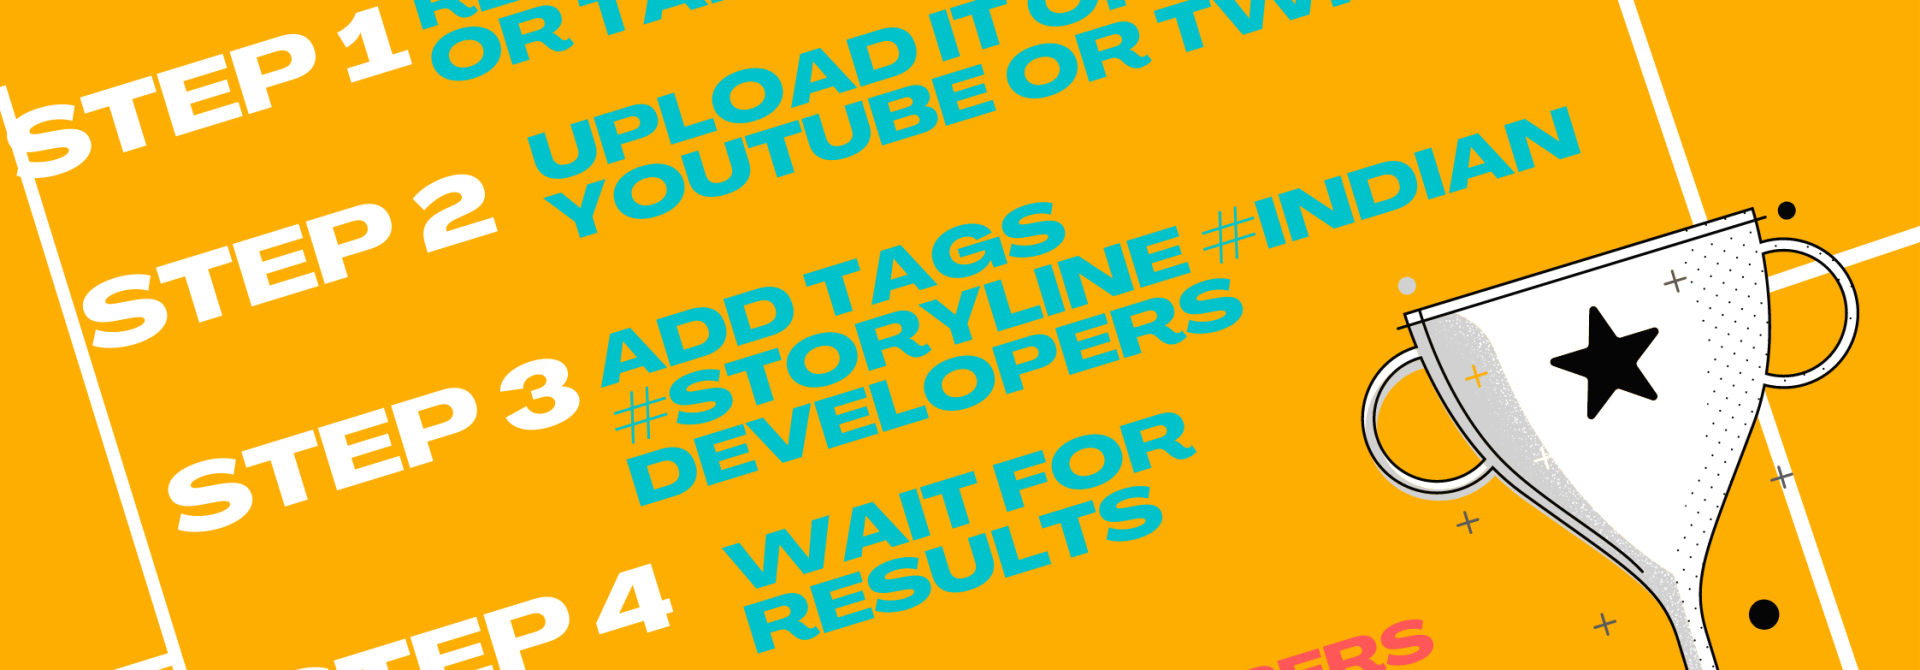 STEP 1
OR
STEP 2
UPLOAD IT
YOUTUBE OR
STEP 3
ADD TAGS
#STORYLINE #INDIAN
DEVELOPERS
STEP 4
WAIT FOR
RESULTS